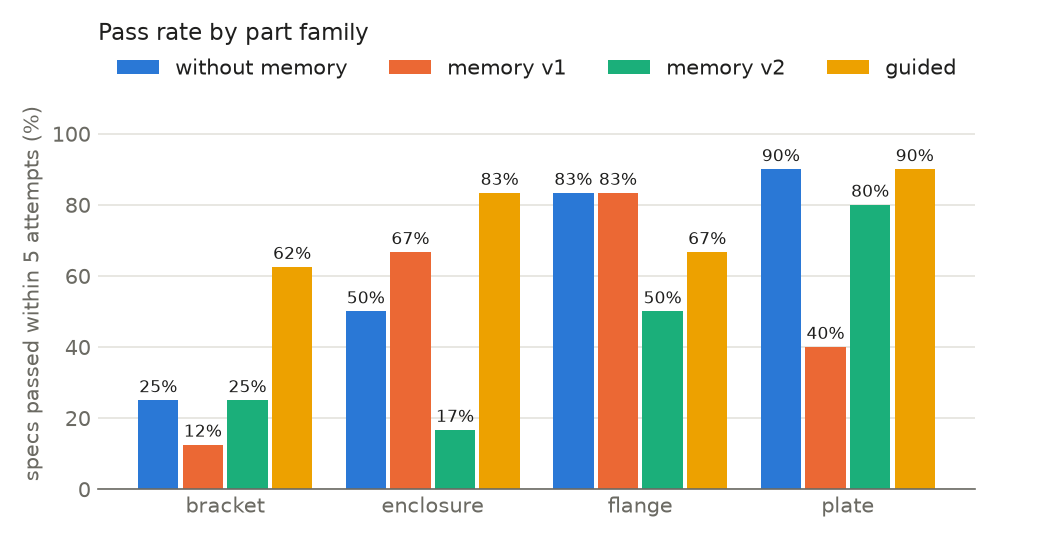 Pass rate by part family
without memory memory v1 memory v2 guided
specs passed within 5 attempts (%)
100
80
60
40
20
0
25% 12% 25% 62%
50% 67% 17% 83%
83% 83% 50% 67%
90% 40% 80% 90%
bracket enclosure flange plate